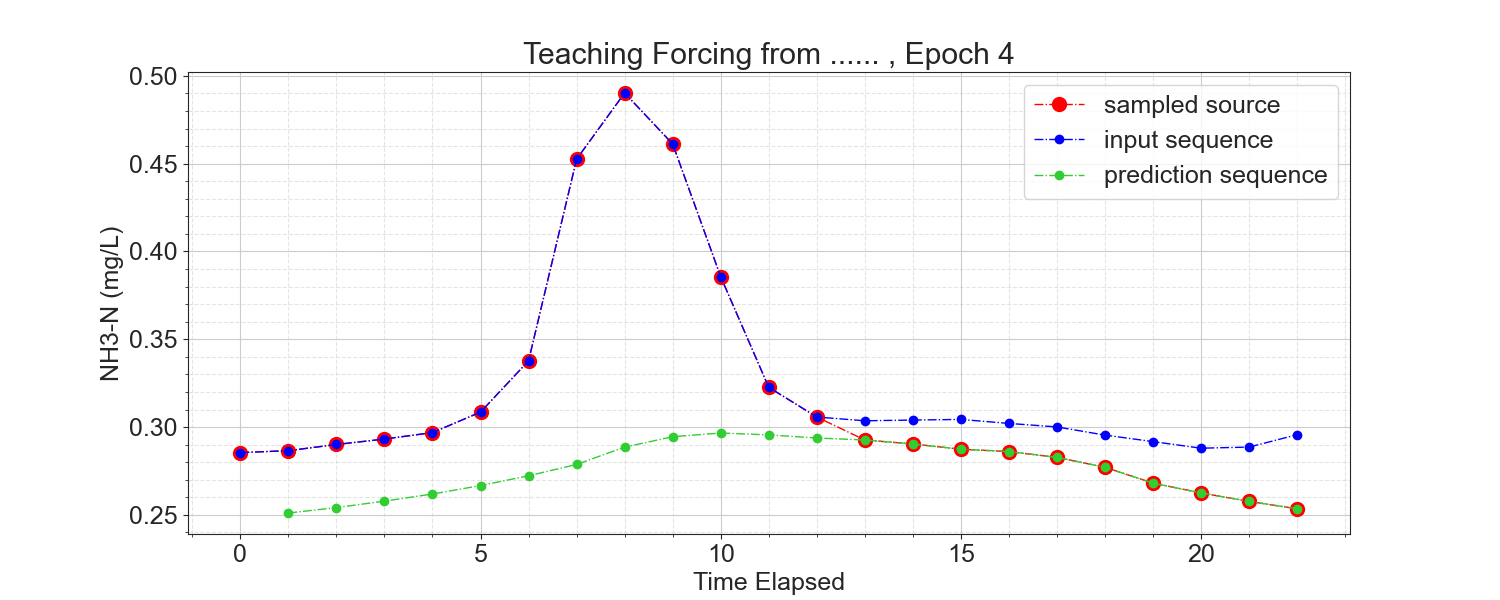 Teaching Forcing from ...... , Epoch 4
0.50
0.45
0.40
0.35
0.30
0.25
NH3-N (mg/L)
sampled source
input sequence
prediction sequence
0 5 10 15 20
Time Elapsed